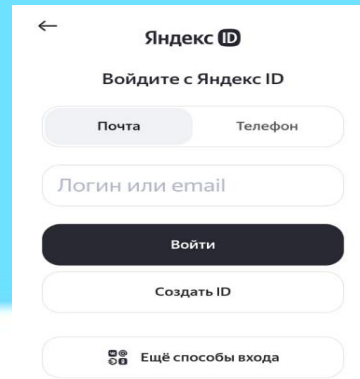 Яндекс ID
Войдите с Яндекс ID
Почта Телефон
Логин или email
Войти
Создать ID
Ещё способы входа